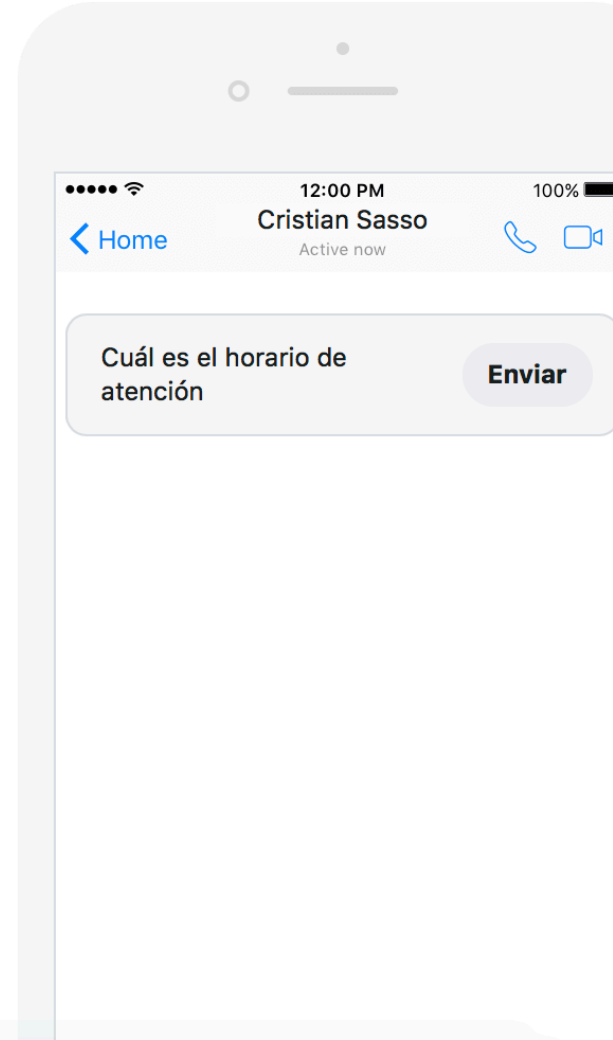 12:00 PM
100%
Cristian Sasso
Home
Active now
Cuál es el horario de
atención
Enviar